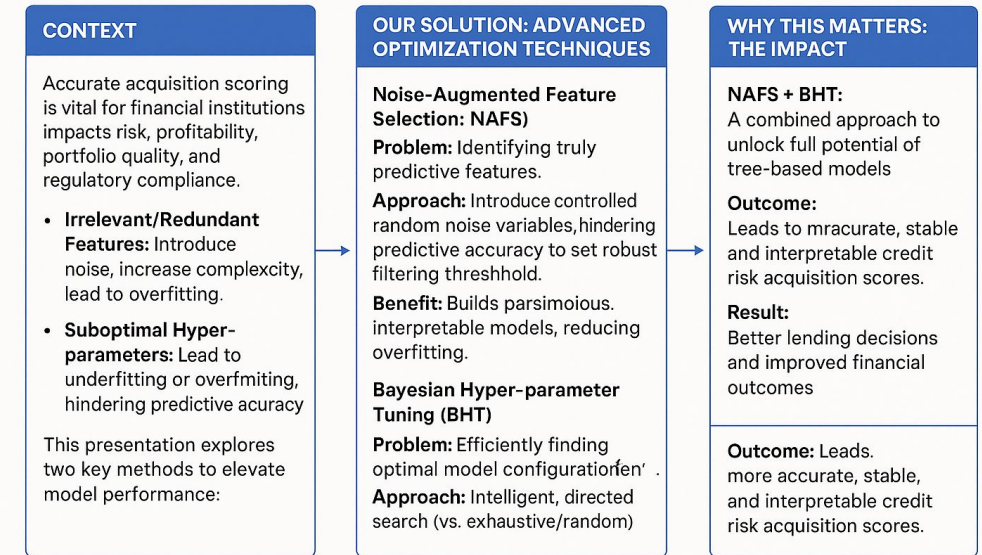 CONTEXT
Accurate acquisition scoring
is vital for financial institutions
impacts risk, profitability,
portfolio quality, and
regulatory compliance.
• Irrelevant/Redundant
Features: Introduce
noise, increase complexcity,
lead to overfitting.
• Suboptimal Hyper-
parameters: Lead to
underfitting or overfmiting,
hindering predictive acuracy
This presentation explores
two key methods to elevate
model performance:
OUR SOLUTION: ADVANCED
OPTIMIZATION TECHNIQUES
Noise-Augmented Feature
Selection: NAFS)
Problem: Identifying truly
predictive features.
Approach: Introduce controlled
random noise variables, hindering
predictive accuracy to set robust
filtering threshhold.
Benefit: Builds parsimoious.
interpretable models, reducing
overfitting.
Bayesian Hyper-parameter
Tuning (BHT)
Problem: Efficiently finding
optimal model
Approach: Intelligent, directed
search (vs. exhaustive/random)
WHY THIS MATTERS:
THE IMPACT
NAFS + BHT:
A combined approach to
unlock full potential of
tree-based models
Outcome:
Leads to mracurate, stable
and interpretable credit
risk acquisition scores.
Result:
Better lending decisions
and improved financial
outcomes
Outcome: Leads.
more accurate, stable,
and interpretable credit
risk acquisition scores.